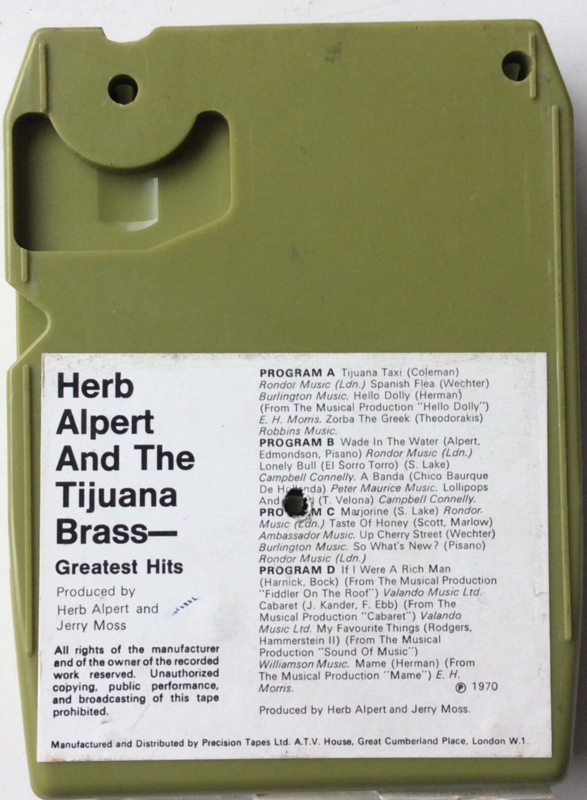 Herb
Alpert
And The
Tijuana
Brass—
Greatest Hits
Produced by
Herb Alpert and
Jerry Moss
All rights of the manufacturer
and of the owner of the recorded
work reserved. Unauthorized
copying, public performance,
and broadcasting of this tape
prohibited.
PROGRAM A Tijuana Taxi (Coleman)
Rondor Music (Ldn.) Spanish Flea (Wechter)
Burlington Music. Hello Dolly (Herman)
(From The Musical Production "Hello Dolly")
E. H. Morris. Zorba The Greek (Theodorakis)
Robbins Music.
PROGRAM B Wade In The Water (Alpert,
Edmondson, Pisano) Rondor Music (Ldn.)
Lonely Bull (El Sorro Torro) (S. Lake)
Campbell Connelly. A Banda (Chico Baurque
De Hollanda) Peter Maurice Music. Lollipops
And (T. Velona) Campbell Connelly.
PROGRAM C Marjorine (S. Lake) Rondor
Music (Ldn.) Taste Of Honey (Scott, Marlow)
Ambassador Music. Up Cherry Street (Wechter)
Burlington Music. So What's New? (Pisano)
Rondor Music (Ldn.)
PROGRAM D If I Were A Rich Man
(Harnick, Bock) (From The Musical Production
"Fiddler On The Roof") Valando Music Ltd.
Cabaret (J. Kander, F. Ebb) (From The
Musical Production "Cabaret") Valando
Music Ltd. My Favourite Things (Rodgers,
Hammerstein II) (From The Musical
Production "Sound Of Music")
Williamson Music. Mame (Herman) (From
The Musical Production "Mame") E. H.
Morris.
℗ 1970
Produced by Herb Alpert and Jerry Moss.
Manufactured and Distributed by Precision Tapes Ltd. A.T.V. House, Great Cumberland Place, London W.1.